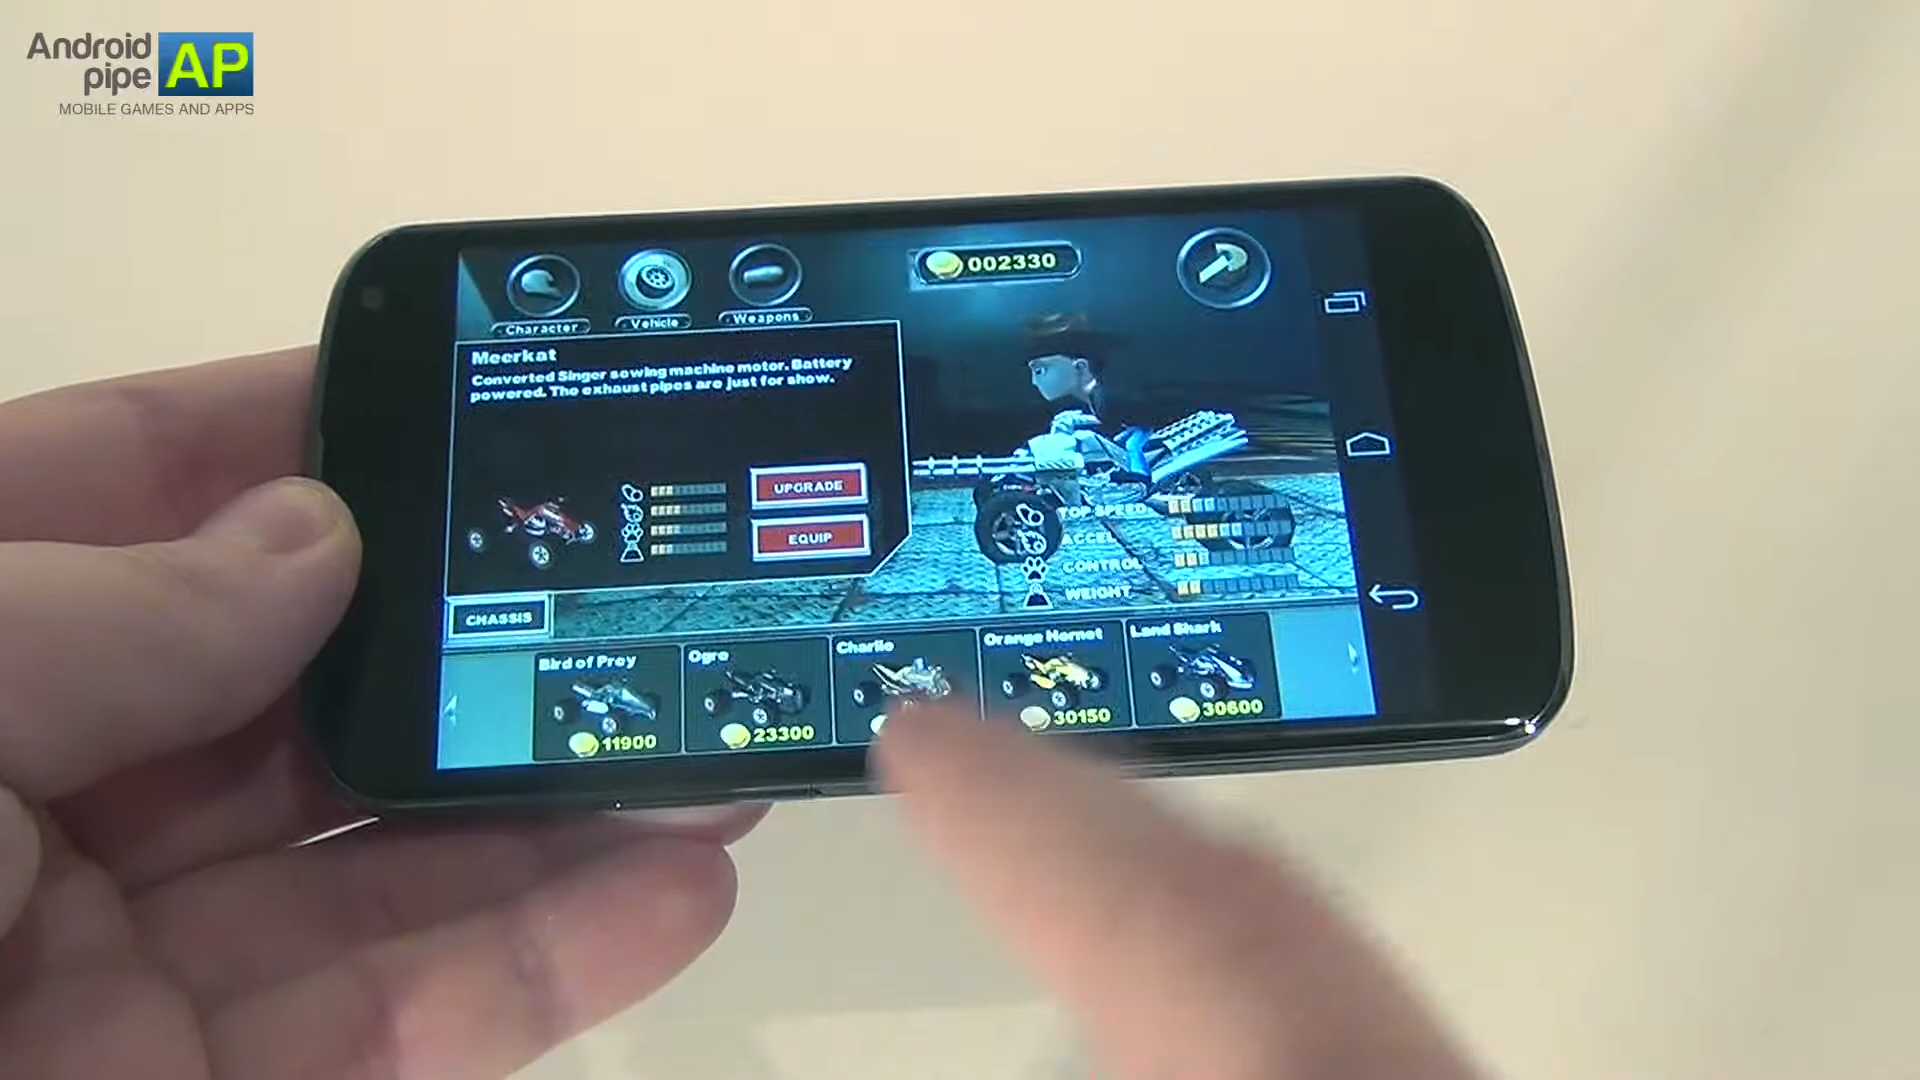 Android
pipe
AP
MOBILE GAMES AND APPS
002330
Character
Vehicle
Weapons
Meerkat
Converted Singer sewing machine motor. Battery
powered. The exhaust pipes are just for show.
UPGRADE
EQUIP
TOP SPEED
ACCEL
CONTROL
WEIGHT
CHASSIS
Bird of Prey
Ogre
Charlie
Orange Hornet
Land Shark
11900
23300
30150
30600